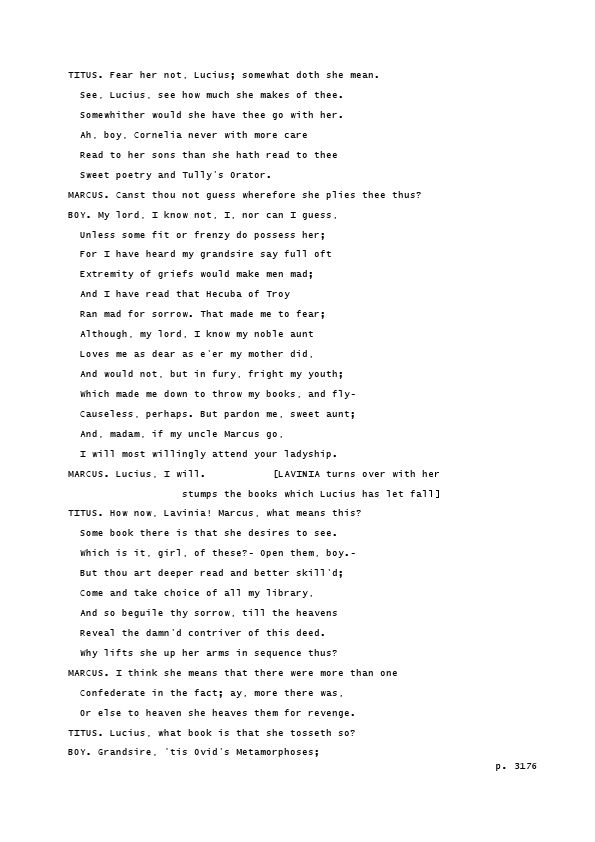 TITUS. Fear her not, Lucius; somewhat doth she mean.
See, Lucius, see how much she makes of thee.
Somewhither would she have thee go with her.
Ah, boy, Cornelia never with more care
Read to her sons than she hath read to thee
Sweet poetry and Tully's Orator.
MARCUS. Canst thou not guess wherefore she plies thee thus?
BOY. My lord, I know not, I, nor can I guess,
Unless some fit or frenzy do possess her;
For I have heard my grandsire say full oft
Extremity of griefs would make men mad;
And I have read that Hecuba of Troy
Ran mad for sorrow. That made me to fear;
Although, my lord, I know my noble aunt
Loves me as dear as e'er my mother did,
And would not, but in fury, fright my youth;
Which made me down to throw my books, and fly-
Causeless, perhaps. But pardon me, sweet aunt;
And, madam, if my uncle Marcus go,
I will most willingly attend your ladyship.
MARCUS. Lucius, I will. [LAVINIA turns over with her
stumps the books which Lucius has let fall]
TITUS. How now, Lavinia! Marcus, what means this?
Some book there is that she desires to see.
Which is it, girl, of these?- Open them, boy.-
But thou art deeper read and better skill'd;
Come and take choice of all my library,
And so beguile thy sorrow, till the heavens
Reveal the damn'd contriver of this deed.
Why lifts she up her arms in sequence thus?
MARCUS. I think she means that there were more than one
Confederate in the fact; ay, more there was,
Or else to heaven she heaves them for revenge.
TITUS. Lucius, what book is that she tosseth so?
BOY. Grandsire, 'tis Ovid's Metamorphoses;
p. 3176